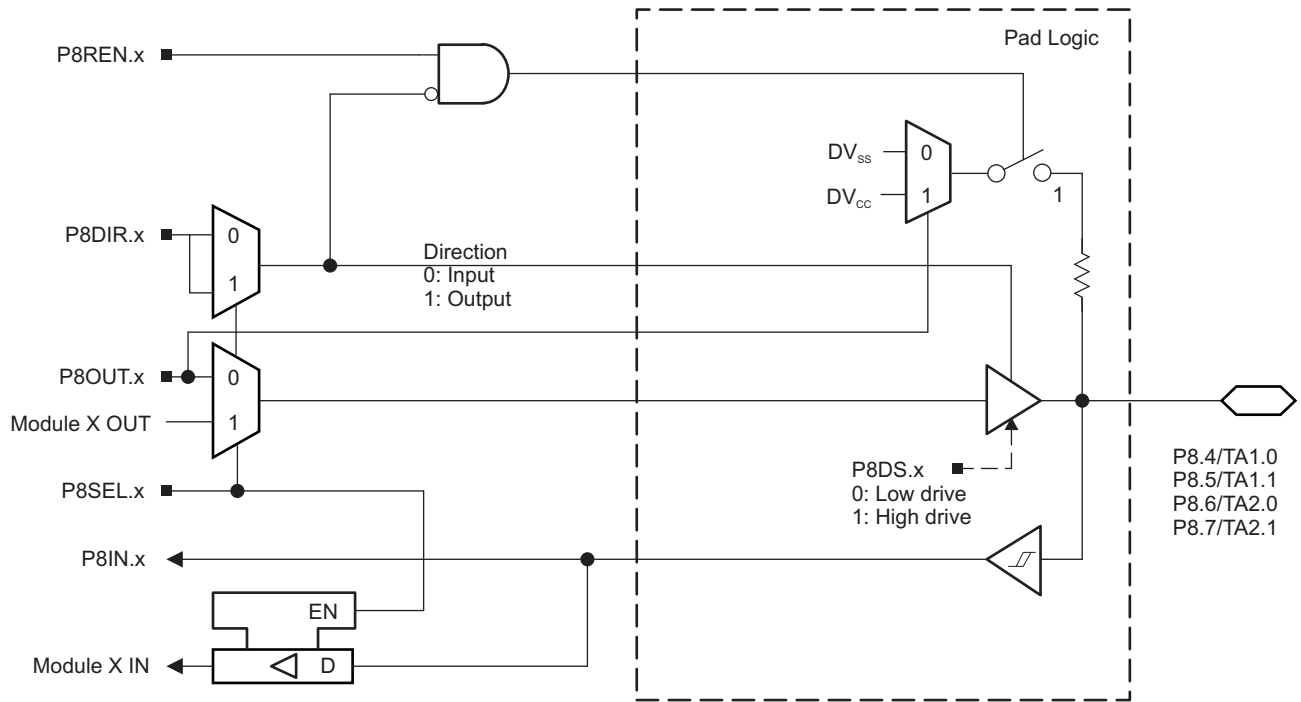 Pad Logic
P8REN.x
DVSS
0
DVCC
1
1
P8DIR.x
0
1
Direction
0: Input
1: Output
P8OUT.x
0
Module X OUT
1
P8DS.x
0: Low drive
1: High drive
P8.4/TA1.0
P8.5/TA1.1
P8.6/TA2.0
P8.7/TA2.1
P8SEL.x
P8IN.x
EN
Module X IN
D